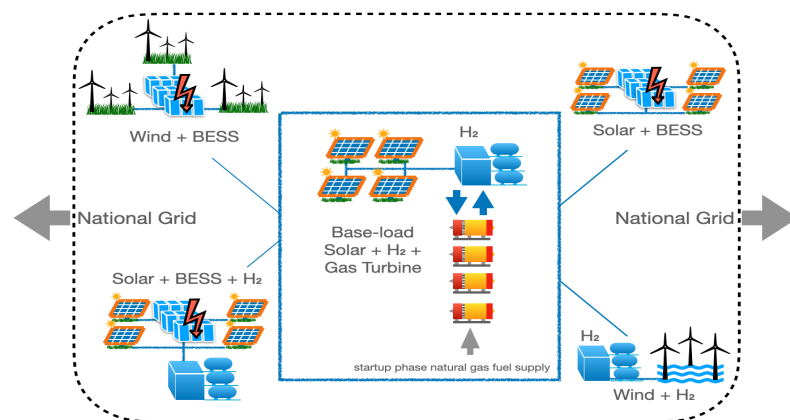 Wind + BESS
Solar + BESS
H₂
Base-load
Solar + H₂ +
Gas Turbine
National Grid
National Grid
Solar + BESS + H₂
H₂
startup phase natural gas fuel supply
Wind + H₂